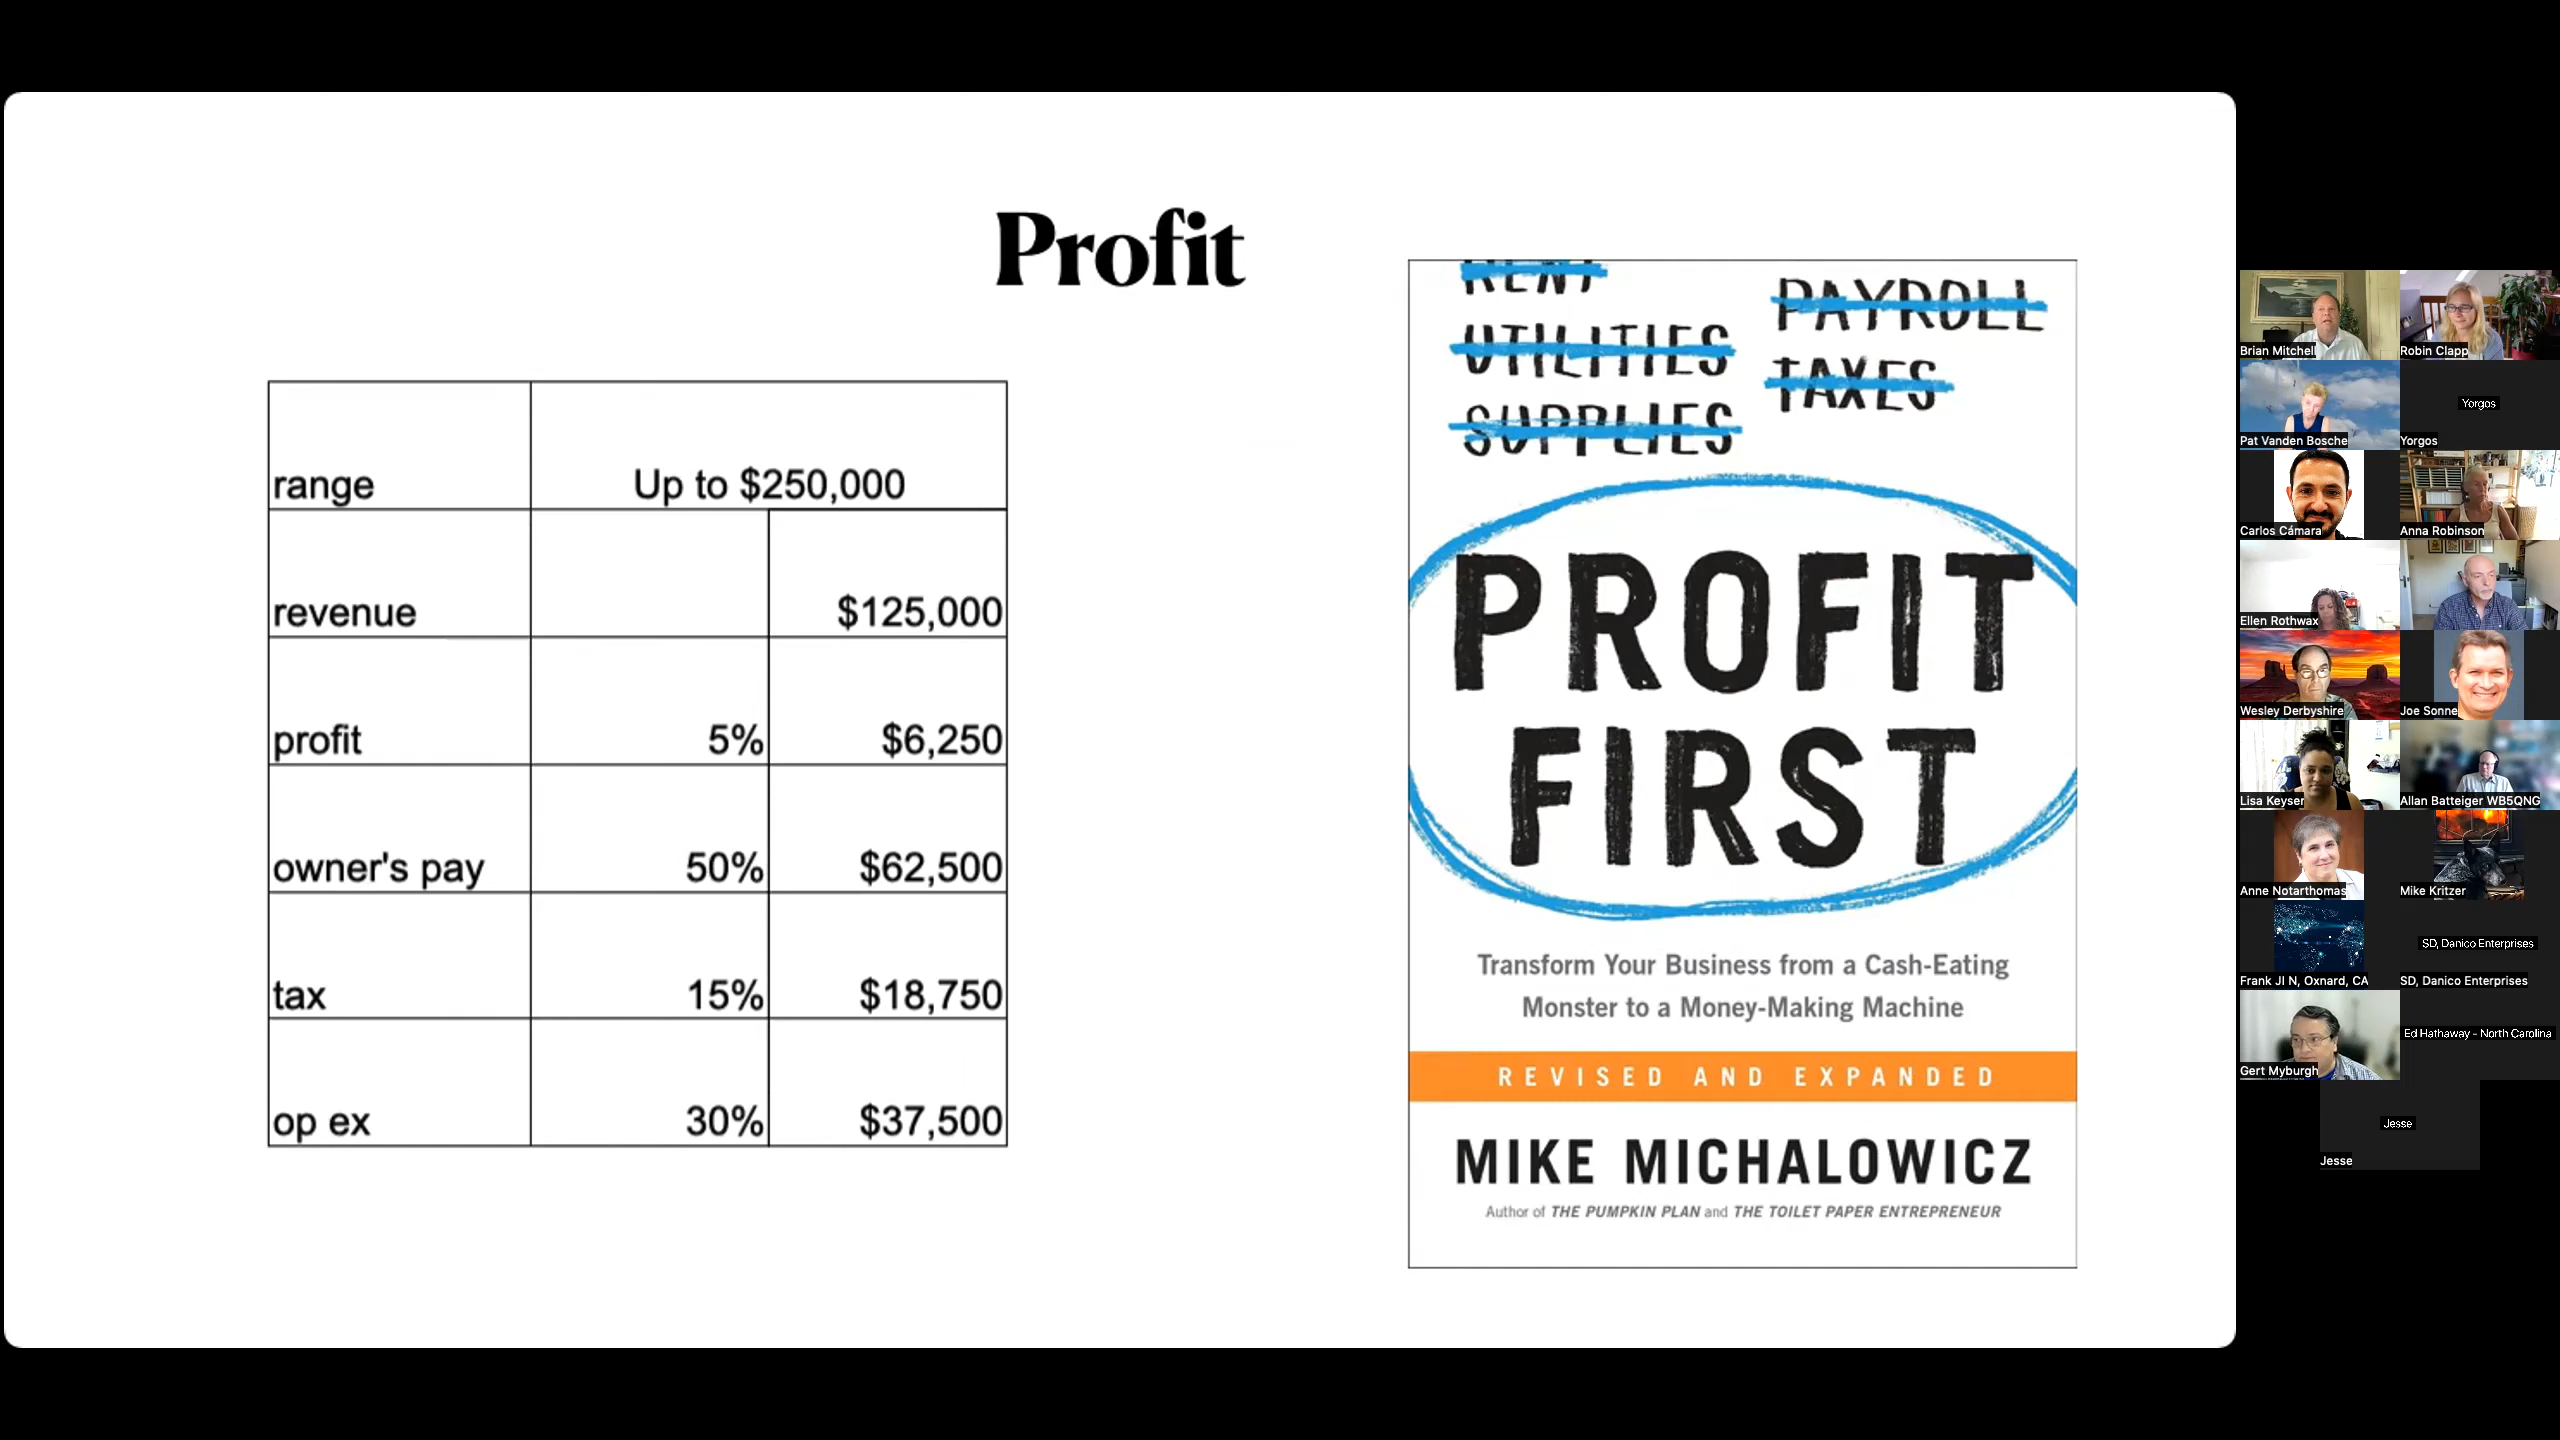 Profit
range Up to $250,000
revenue $125,000
profit 5% $6,250
owner's pay 50% $62,500
tax 15% $18,750
op ex 30% $37,500
RENT
UTILITIES
SUPPLIES
PAYROLL
TAXES
PROFIT
FIRST
Transform Your Business from a Cash-Eating
Monster to a Money-Making Machine
REVISED AND EXPANDED
MIKE MICHALOWICZ
Author of THE PUMPKIN PLAN and THE TOILET PAPER ENTREPRENEUR
Brian Mitchell
Robin Clapp
Pat Vanden Bosche
Yorgos
Yorgos
Carlos Cámara
Anna Robinson
Ellen Rothwax
Wesley Derbyshire
Joe Sonne
Lisa Keyser
Allan Batteiger WB5QNG
Anne Notarthomas
Mike Kritzer
SD, Danico Enterprises
Frank JI N, Oxnard, CA
SD, Danico Enterprises
Gert Myburgh
Ed Hathaway - North Carolina
Jesse
Jesse